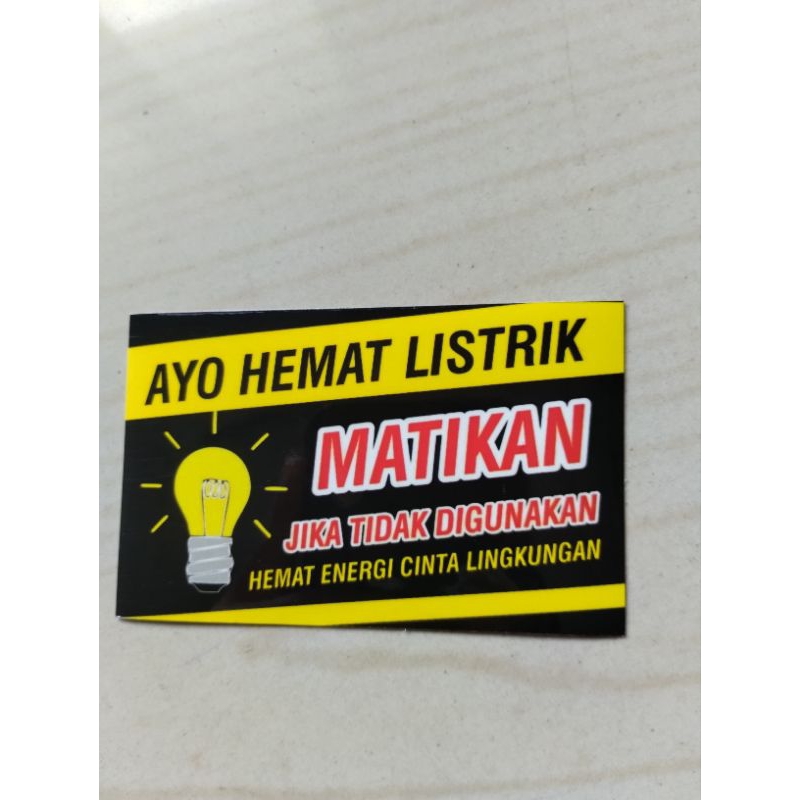 AYO HEMAT LISTRIK
MATIKAN
JIKA TIDAK DIGUNAKAN
HEMAT ENERGI CINTA LINGKUNGAN